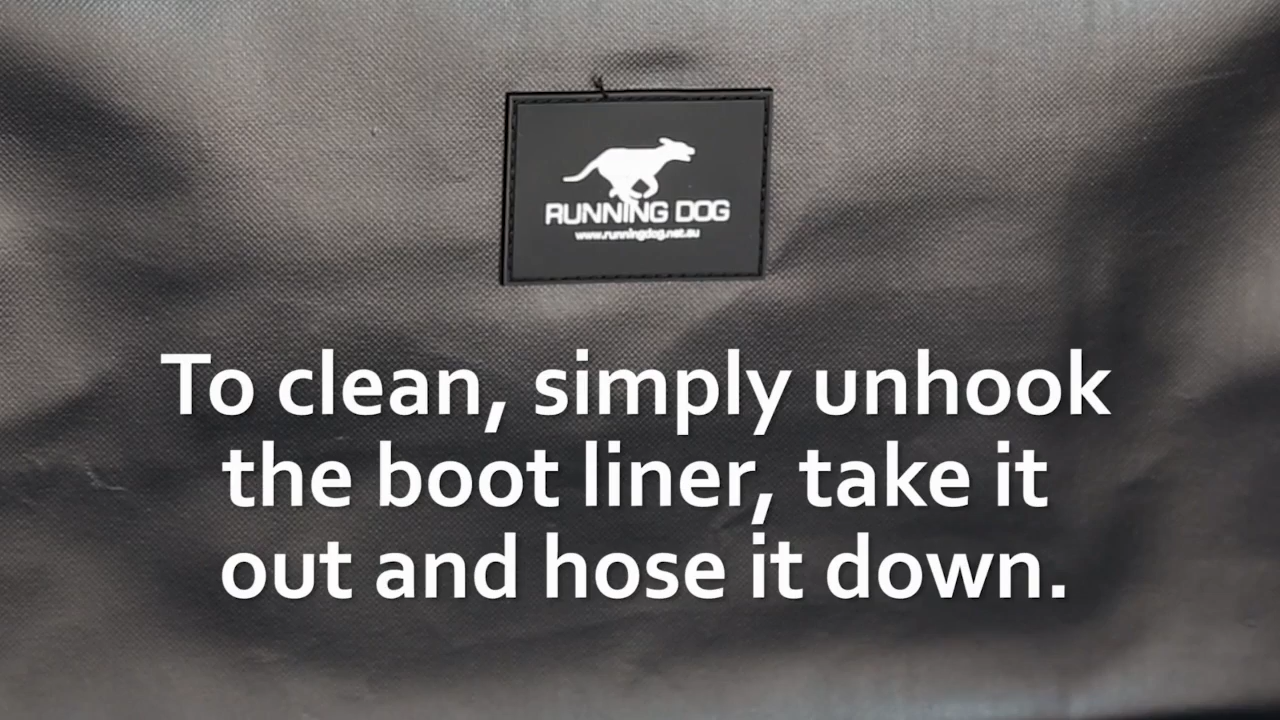 RUNNING DOG
www.runningdog.net.au
To clean, simply unhook
the boot liner, take it
out and hose it down.